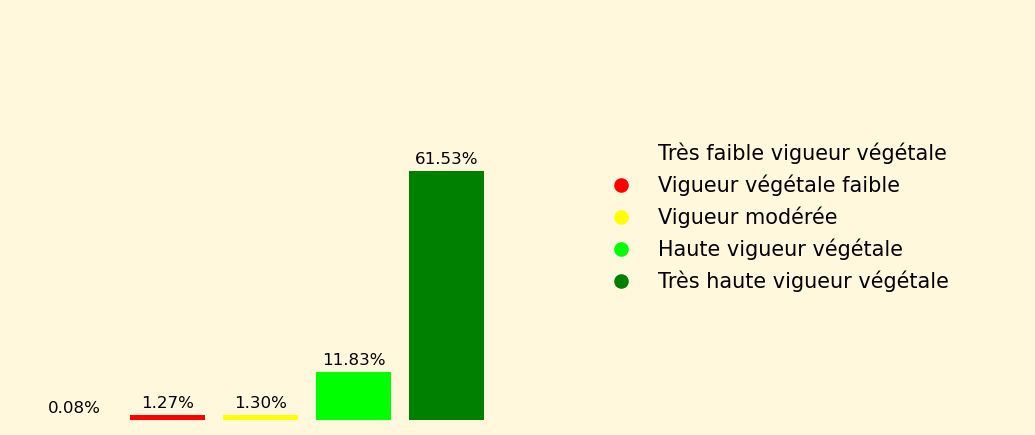 61.53%
11.83%
1.27%
1.30%
0.08%
Très faible vigueur végétale
Vigueur végétale faible
Vigueur modérée
Haute vigueur végétale
Très haute vigueur végétale